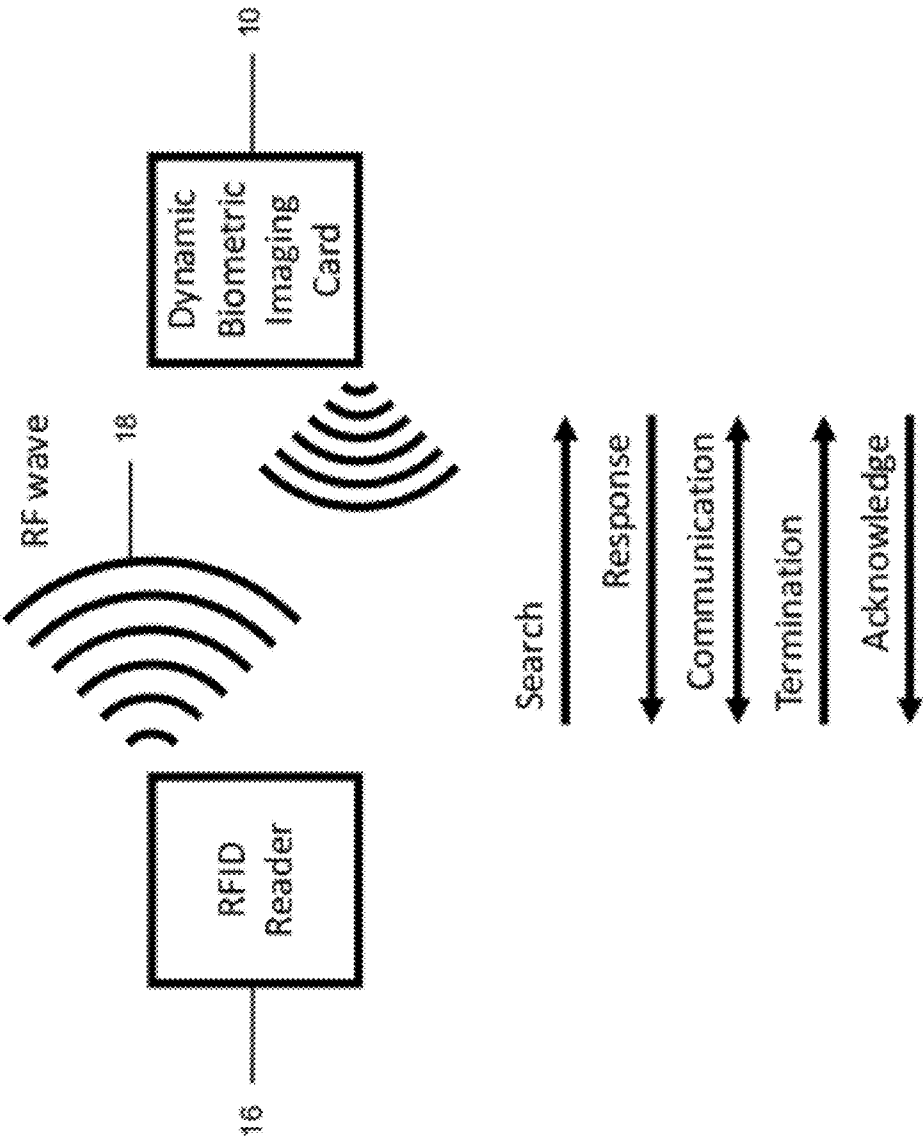 RF wave
18
16
RFID
Reader
Dynamic
Biometric
Imaging
Card
10
Search
Response
Communication
Termination
Acknowledge